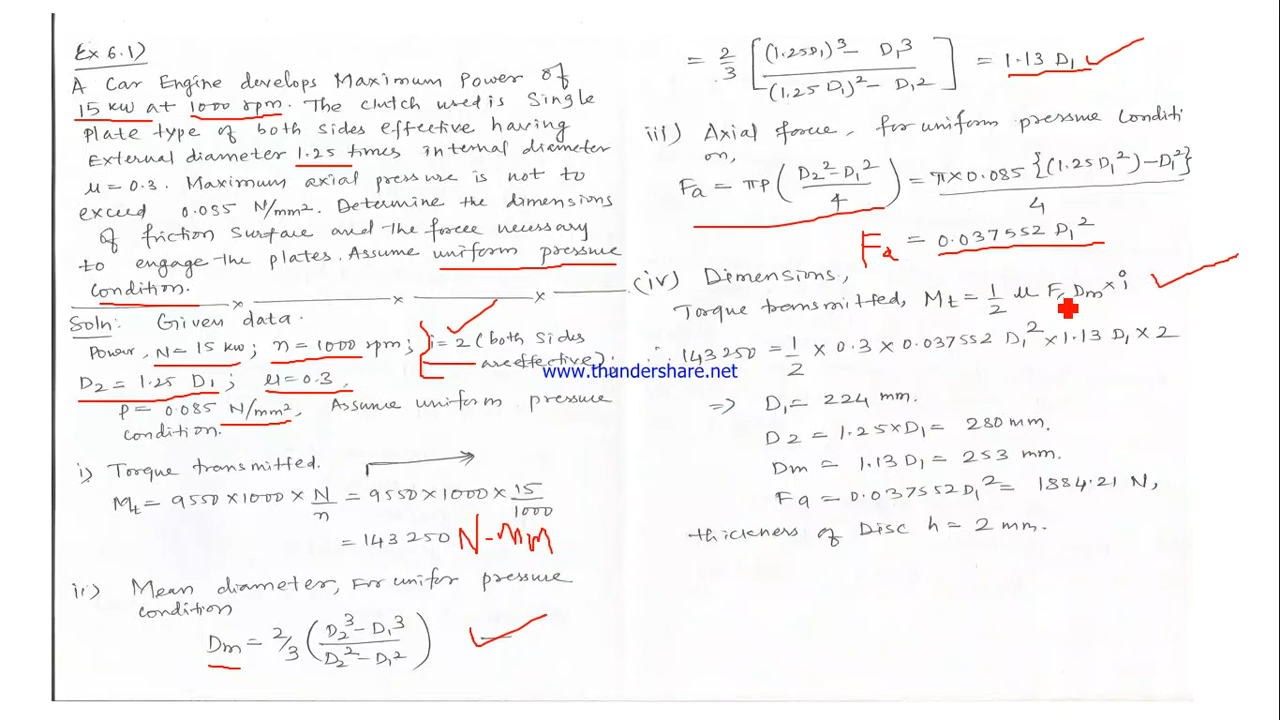 Ex 6.1)
A Car Engine develops Maximum Power of
15 kw at 1000 rpm. The clutch used is Single
Plate type of both sides effective having
External diameter 1.25 times internal diameter
μ = 0.3. Maximum axial pressure is not to
exceed 0.085 N/mm². Determine the dimensions
of friction surface and the force necessary
to engage the plates. Assume uniform pressure
condition.
Soln: Given data.
Power, N = 15 kw; n = 1000 rpm; i = 2 (both sides
are effective);
D2 = 1.25 D1; μ = 0.3,
P = 0.085 N/mm², Assume uniform pressure
condition.
i) Torque transmitted.
Mt = 9550 × 1000 × N/n = 9550 × 1000 × 15/1000
= 143 250 N-mm
ii) Mean diameter, For unifor pressure
condition
Dm = 2/3 (D2³ - D1³ / D2² - D1²)
= 2/3 [(1.25D1)³ - D1³ / (1.25 D1)² - D1²] = 1.13 D1
iii) Axial force, for uniform pressure Conditi
on,
Fa = πP (D2² - D1² / 4) = π × 0.085 {(1.25D1²) - D1²} / 4
Fa = 0.037552 D1²
(iv) Dimensions,
Torque transmitted, Mt = 1/2 μ F Dm × i
∴ 143250 = 1/2 × 0.3 × 0.037552 D1² × 1.13 D1 × 2
www.thundershare.net
⇒ D1 = 224 mm.
D2 = 1.25 × D1 = 280 mm.
Dm = 1.13 D1 = 253 mm.
Fa = 0.037552 D1² = 1884.21 N,
thickness of Disc h = 2 mm.